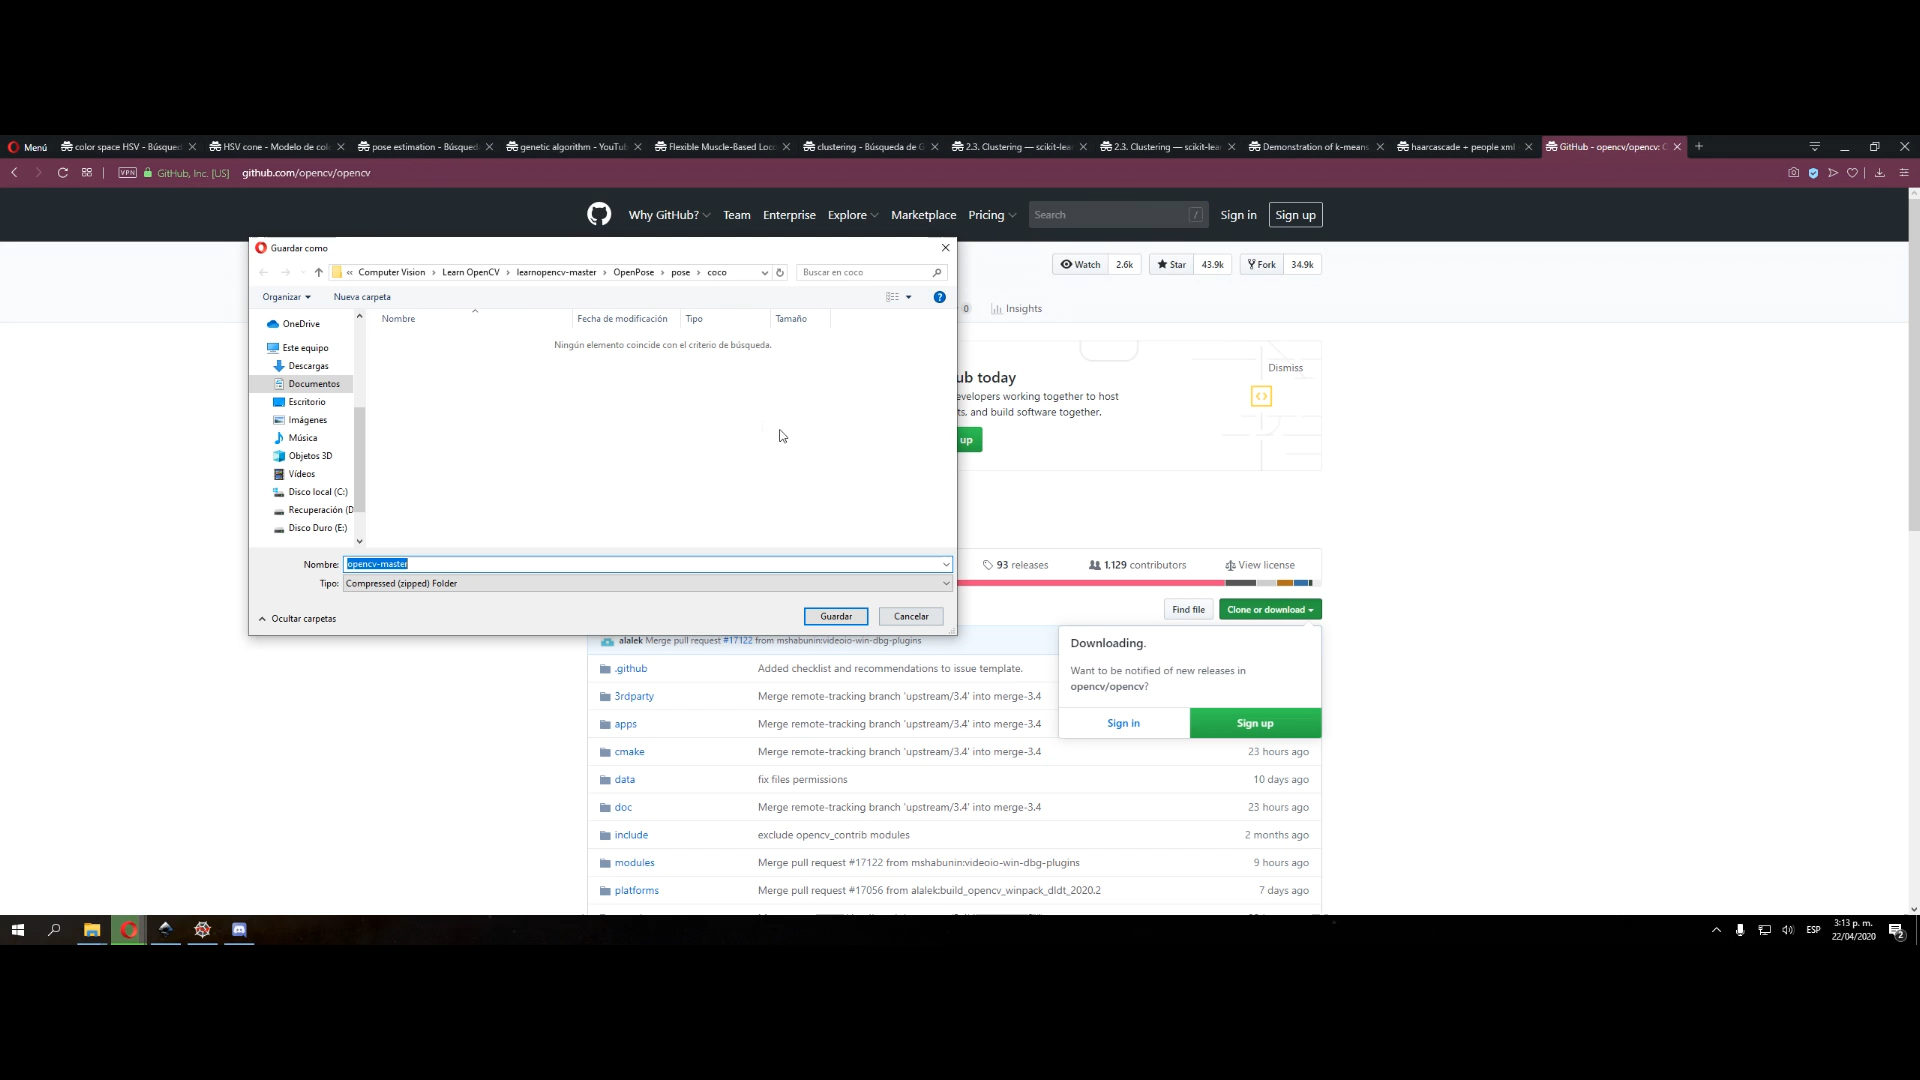 Menú
color space HSV - Búsqued
HSV cone - Modelo de col
pose estimation - Búsqued
genetic algorithm - YouTub
Flexible Muscle-Based Loco
clustering - Búsqueda de G
2.3. Clustering — scikit-lear
2.3. Clustering — scikit-lear
Demonstration of k-means
haarcascade + people xml
GitHub - opencv/opencv: O
VPN
GitHub, Inc. [US]
github.com/opencv/opencv
Why GitHub?
Team
Enterprise
Explore
Marketplace
Pricing
Search
/
Sign in
Sign up
Guardar como
« Computer Vision › Learn OpenCV › learnopencv-master › OpenPose › pose › coco
Buscar en coco
Organizar
Nueva carpeta
?
Watch 2.6k
Star 43.9k
Fork 34.9k
0
Insights
OneDrive
Este equipo
Descargas
Documentos
Escritorio
Imágenes
Música
Objetos 3D
Vídeos
Disco local (C:)
Recuperación (D
Disco Duro (E:)
Nombre
Fecha de modificación
Tipo
Tamaño
Ningún elemento coincide con el criterio de búsqueda.
Nombre: opencv-master
Tipo: Compressed (zipped) Folder
Ocultar carpetas
Guardar
Cancelar
ub today
Dismiss
evelopers working together to host
ts, and build software together.
up
93 releases
1,129 contributors
View license
Find file
Clone or download
alalek Merge pull request #17122 from mshabunin:videoio-win-dbg-plugins
Downloading.
Want to be notified of new releases in
opencv/opencv?
Sign in
Sign up
.github Added checklist and recommendations to issue template.
3rdparty Merge remote-tracking branch 'upstream/3.4' into merge-3.4
apps Merge remote-tracking branch 'upstream/3.4' into merge-3.4
cmake Merge remote-tracking branch 'upstream/3.4' into merge-3.4 23 hours ago
data fix files permissions 10 days ago
doc Merge remote-tracking branch 'upstream/3.4' into merge-3.4 23 hours ago
include exclude opencv_contrib modules 2 months ago
modules Merge pull request #17122 from mshabunin:videoio-win-dbg-plugins 9 hours ago
platforms Merge pull request #17056 from alalek:build_opencv_winpack_dldt_2020.2 7 days ago
ESP
3:13 p. m.
22/04/2020
2